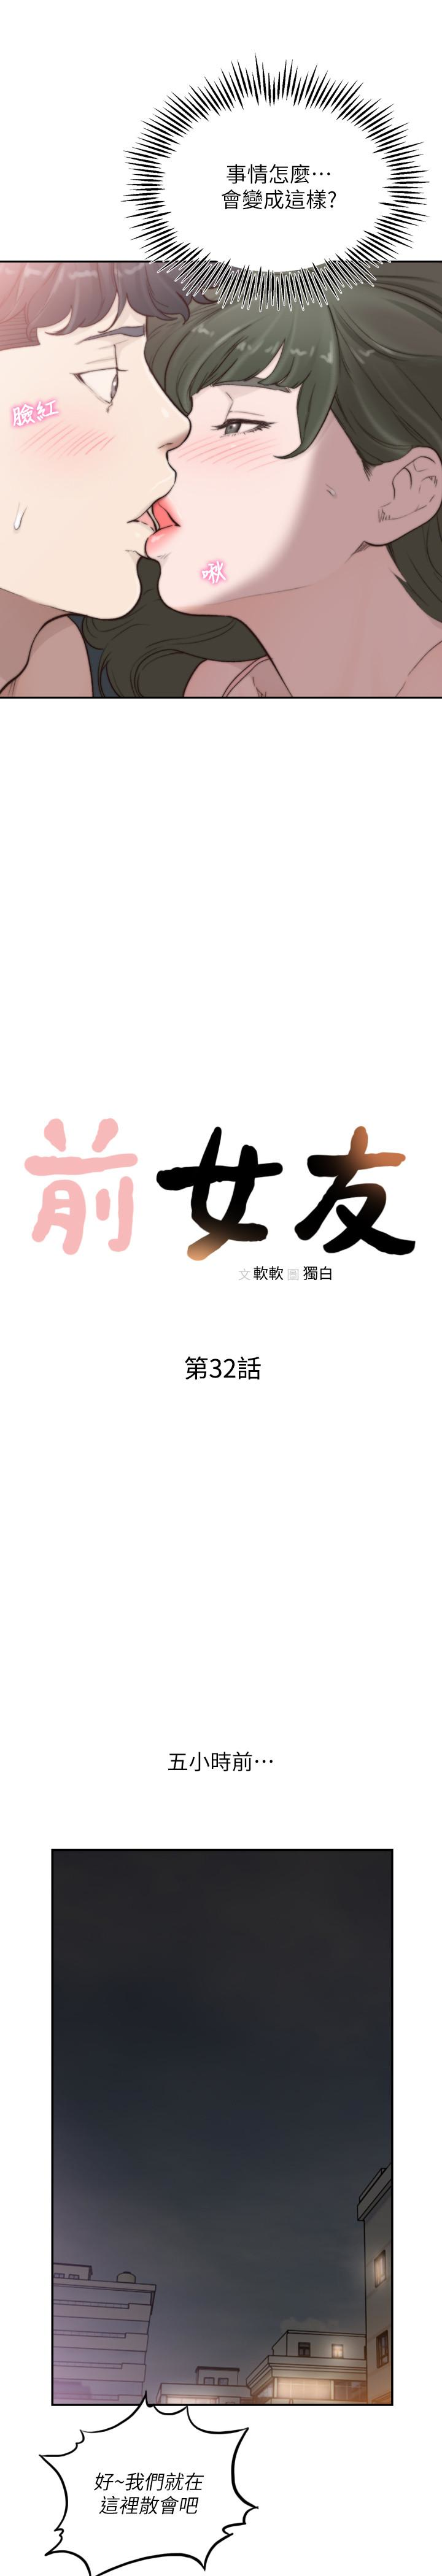 事情怎麼⋯
會變成這樣?
臉紅
啾
前女友
文 軟軟 圖 獨白
第32話
五小時前⋯
好~我們就在
這裡散會吧